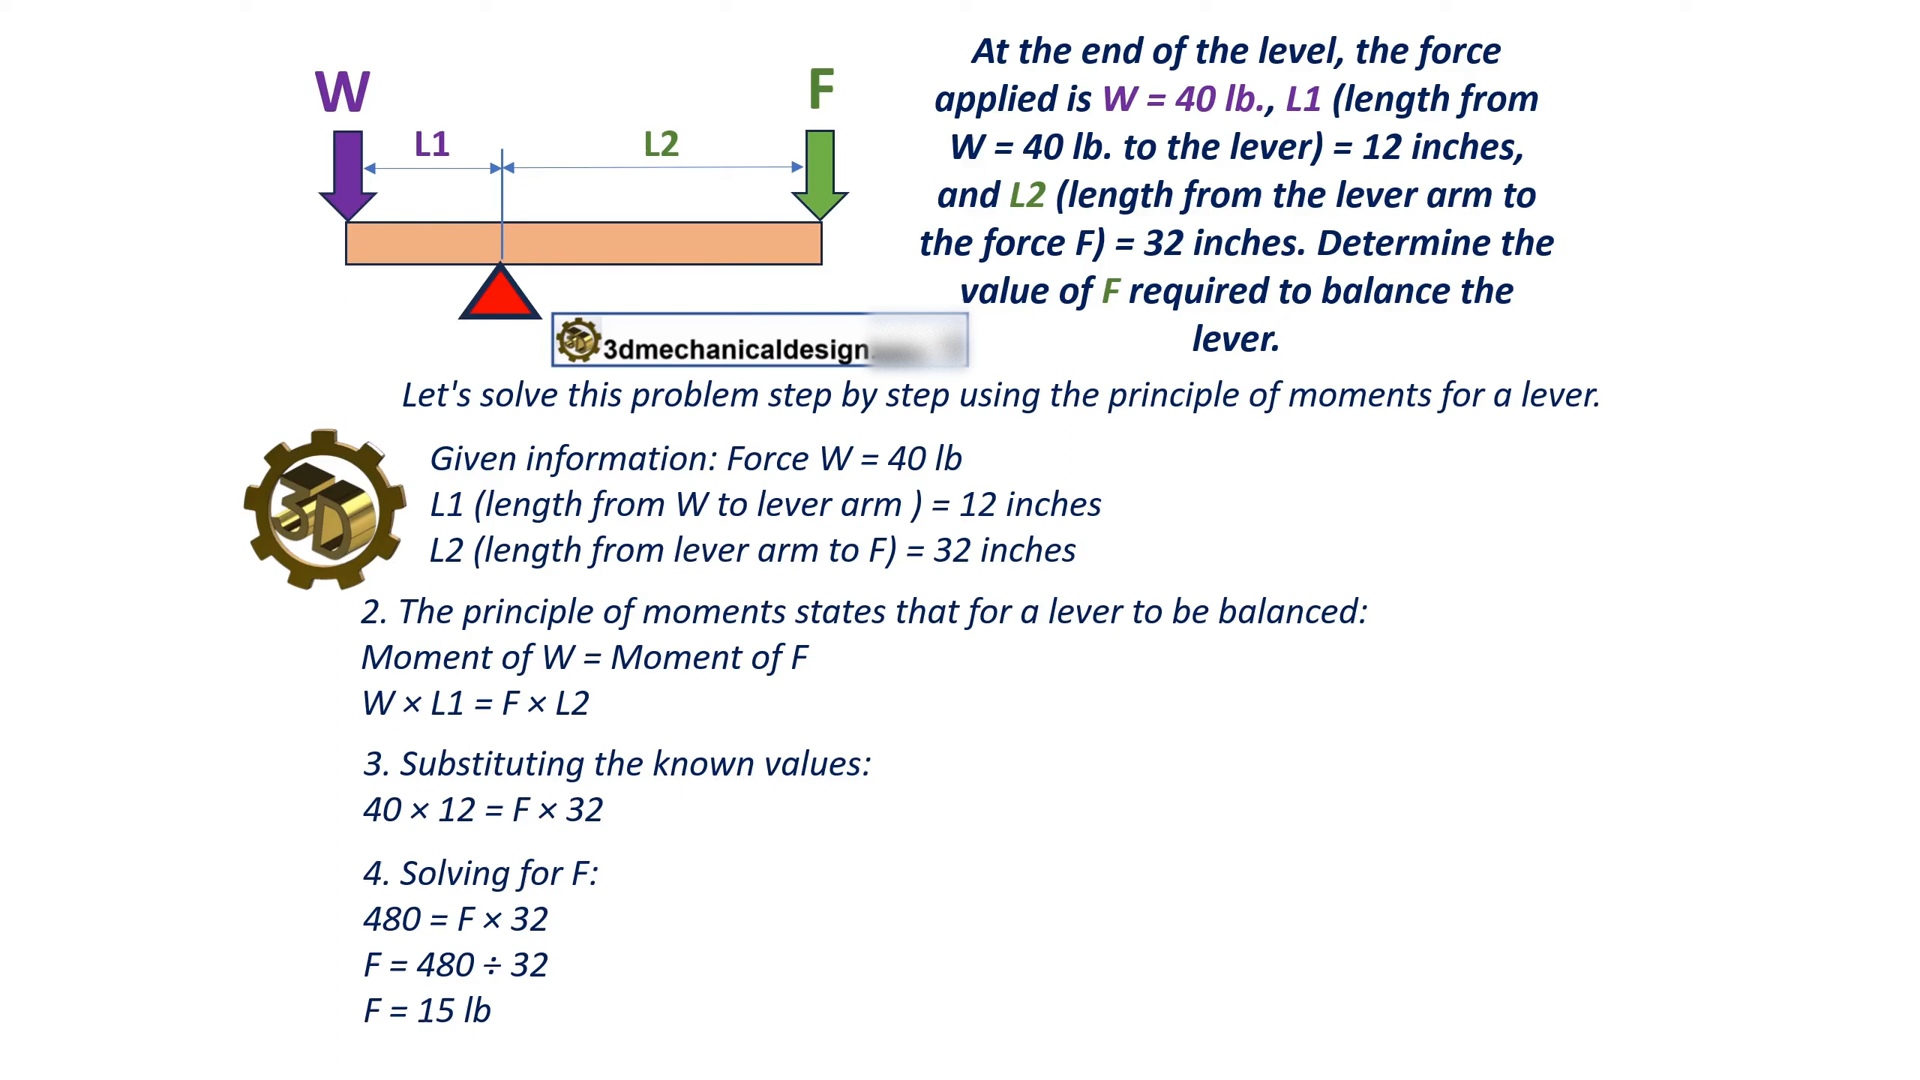 W
F
L1
L2
At the end of the level, the force
applied is W = 40 lb., L1 (length from
W = 40 lb. to the lever) = 12 inches,
and L2 (length from the lever arm to
the force F) = 32 inches. Determine the
value of F required to balance the
lever.
3D
3dmechanicaldesign.
Let's solve this problem step by step using the principle of moments for a lever.
3D
Given information: Force W = 40 lb
L1 (length from W to lever arm ) = 12 inches
L2 (length from lever arm to F) = 32 inches
2. The principle of moments states that for a lever to be balanced:
Moment of W = Moment of F
W × L1 = F × L2
3. Substituting the known values:
40 × 12 = F × 32
4. Solving for F:
480 = F × 32
F = 480 ÷ 32
F = 15 lb